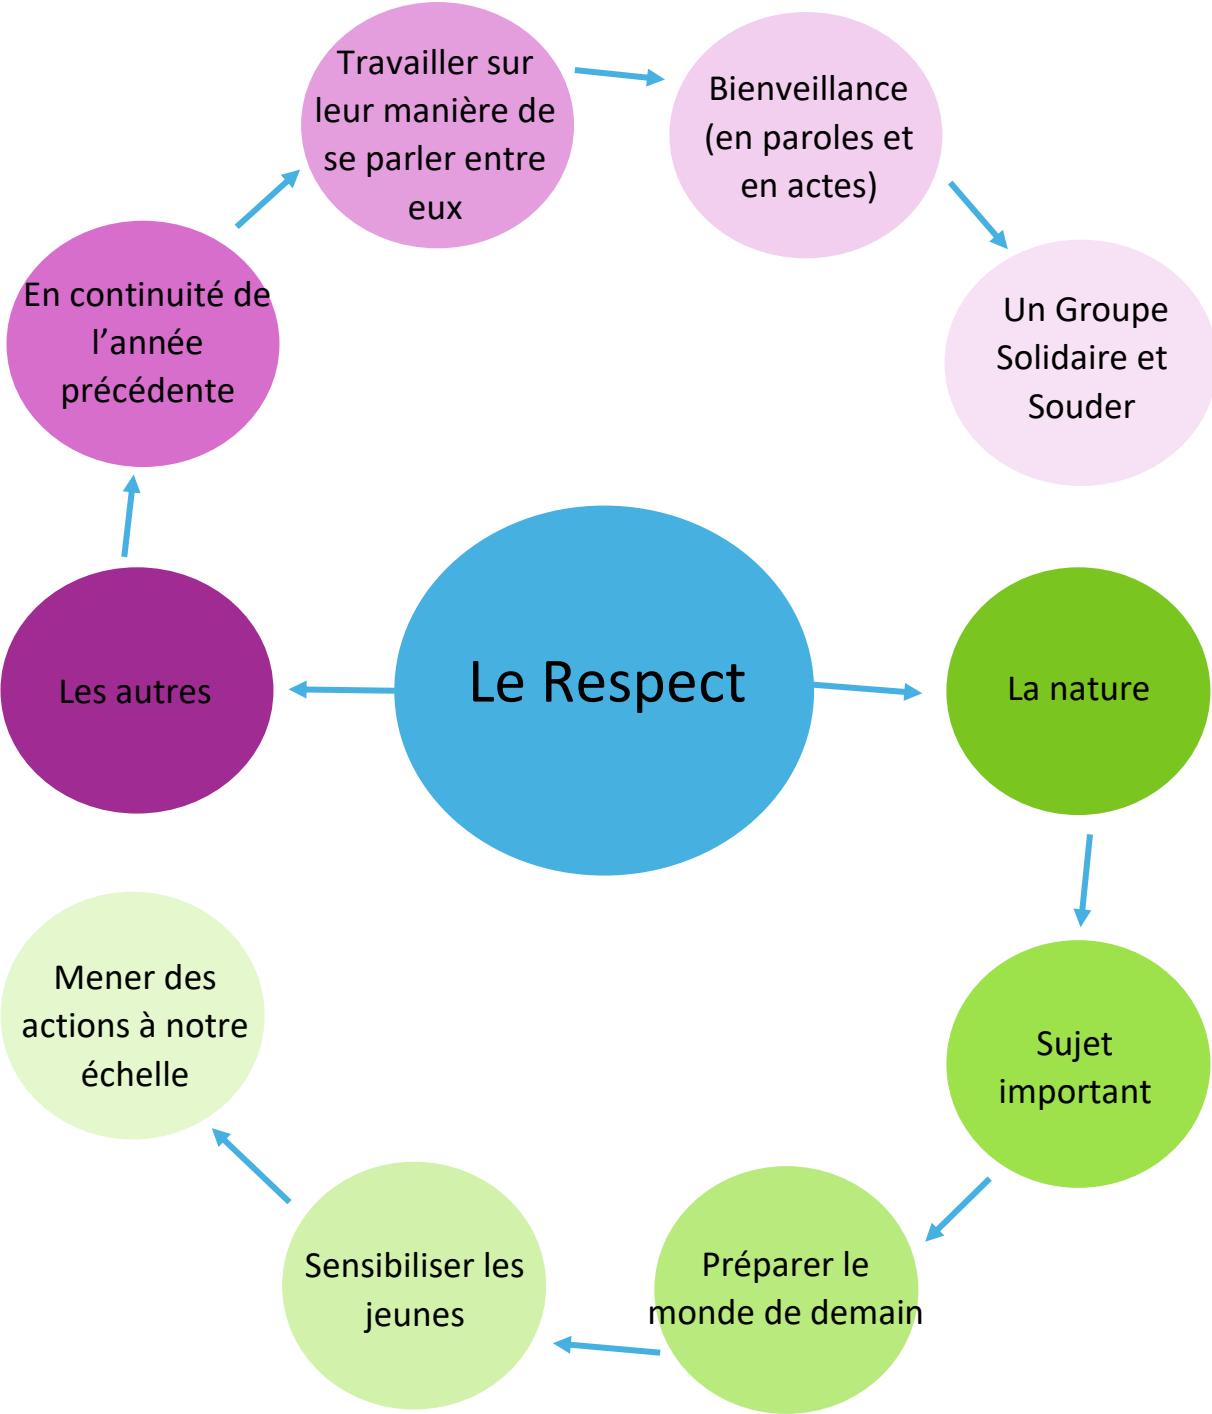 Travailler sur
leur manière de
se parler entre
eux
Bienveillance
(en paroles et
en actes)
En continuité de
l’année
précédente
Un Groupe
Solidaire et
Souder
Les autres
Le Respect
La nature
Mener des
actions à notre
échelle
Sujet
important
Sensibiliser les
jeunes
Préparer le
monde de demain